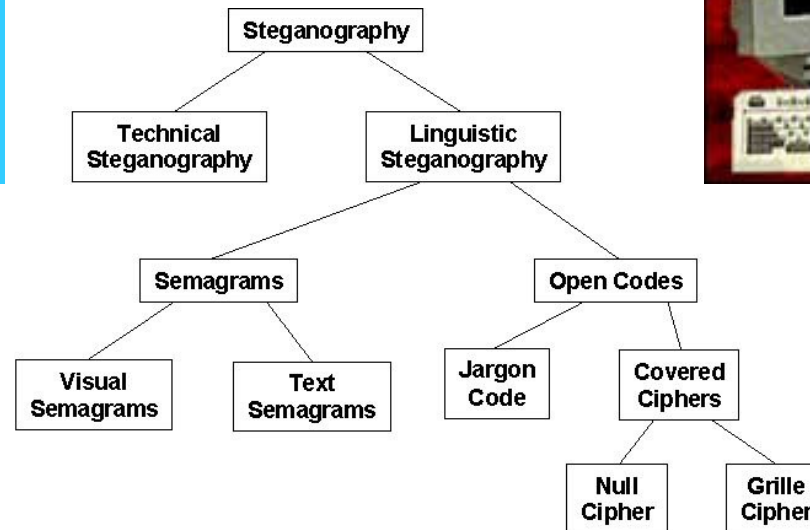 Steganography
Technical
Steganography
Linguistic
Steganography
Semagrams
Open Codes
Visual
Semagrams
Text
Semagrams
Jargon
Code
Covered
Ciphers
Null
Cipher
Grille
Cipher